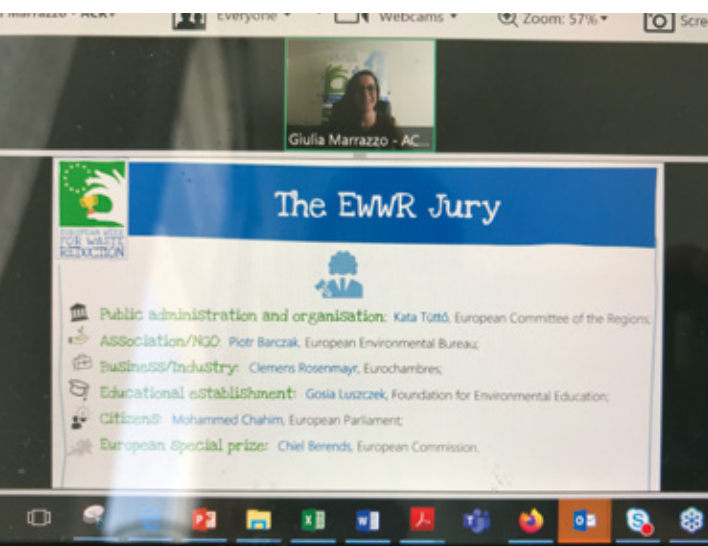 Marrazzo - ACR+
Everyone
Webcams
Zoom: 57%
Scre
Giulia Marrazzo - AC...
EUROPEAN WEEK
FOR WASTE
REDUCTION
The EWWR Jury
Public administration and organisation: Kata Tüttő, European Committee of the Regions;
Association/NGO: Piotr Barczak, European Environmental Bureau;
Business/Industry: Clemens Rosenmayr, Eurochambres;
Educational establishment: Gosia Luszczek, Foundation for Environmental Education;
Citizens: Mohammed Chahim, European Parliament;
European special prize: Chiel Berends, European Commission.